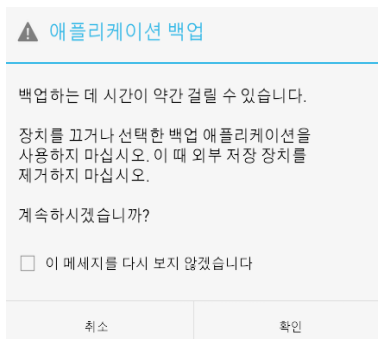 애플리케이션 백업
백업하는 데 시간이 약간 걸릴 수 있습니다.
장치를 끄거나 선택한 백업 애플리케이션을
사용하지 마십시오. 이 때 외부 저장 장치를
제거하지 마십시오.
계속하시겠습니까?
이 메세지를 다시 보지 않겠습니다
취소
확인